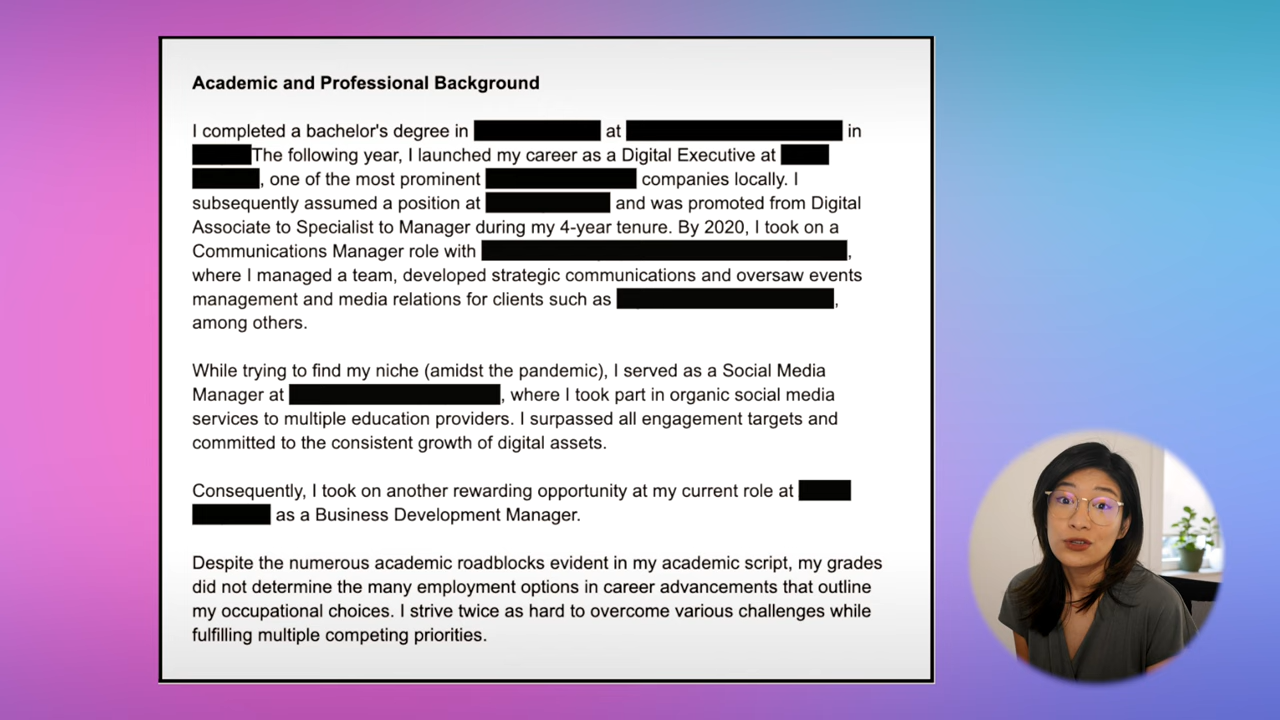 Academic and Professional Background
I completed a bachelor's degree in at in
The following year, I launched my career as a Digital Executive at
, one of the most prominent companies locally. I
subsequently assumed a position at and was promoted from Digital
Associate to Specialist to Manager during my 4-year tenure. By 2020, I took on a
Communications Manager role with ,
where I managed a team, developed strategic communications and oversaw events
management and media relations for clients such as ,
among others.
While trying to find my niche (amidst the pandemic), I served as a Social Media
Manager at , where I took part in organic social media
services to multiple education providers. I surpassed all engagement targets and
committed to the consistent growth of digital assets.
Consequently, I took on another rewarding opportunity at my current role at
as a Business Development Manager.
Despite the numerous academic roadblocks evident in my academic script, my grades
did not determine the many employment options in career advancements that outline
my occupational choices. I strive twice as hard to overcome various challenges while
fulfilling multiple competing priorities.